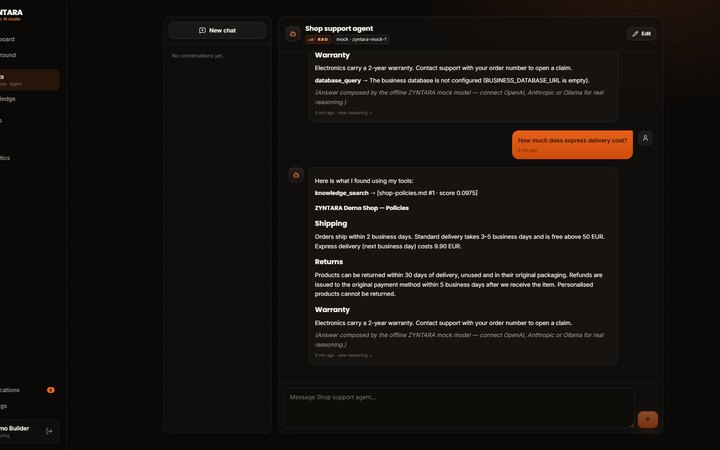 NTARA
AI studio
New chat
No conversations yet.
Shop support agent
RAG mock · zyntara-mock-1
Edit
Warranty
Electronics carry a 2-year warranty. Contact support with your order number to open a claim.
database_query → The business database is not configured (BUSINESS_DATABASE_URL is empty).
(Answer composed by the offline ZYNTARA mock model — connect OpenAI, Anthropic or Ollama for real
reasoning.)
5 min ago view reasoning →
How much does express delivery cost?
5 min ago
Here is what I found using my tools:
knowledge_search → [shop-policies.md #1 · score 0.0975]
ZYNTARA Demo Shop — Policies
Shipping
Orders ship within 2 business days. Standard delivery takes 3–5 business days and is free above 50 EUR.
Express delivery (next business day) costs 9.90 EUR.
Returns
Products can be returned within 30 days of delivery, unused and in their original packaging. Refunds are
issued to the original payment method within 5 business days after we receive the item. Personalised
products cannot be returned.
Warranty
Electronics carry a 2-year warranty. Contact support with your order number to open a claim.
(Answer composed by the offline ZYNTARA mock model — connect OpenAI, Anthropic or Ollama for real
reasoning.)
5 min ago view reasoning →
Message Shop support agent...
board
round
ts
ols · Agent
ledge
s
tics
cations
gs
mo Builder